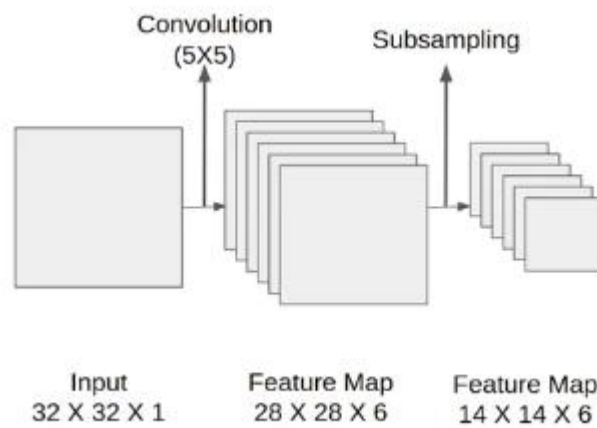 Convolution
(5X5)
Subsampling
Input
32 X 32 X 1
Feature Map
28 X 28 X 6
Feature Map
14 X 14 X 6